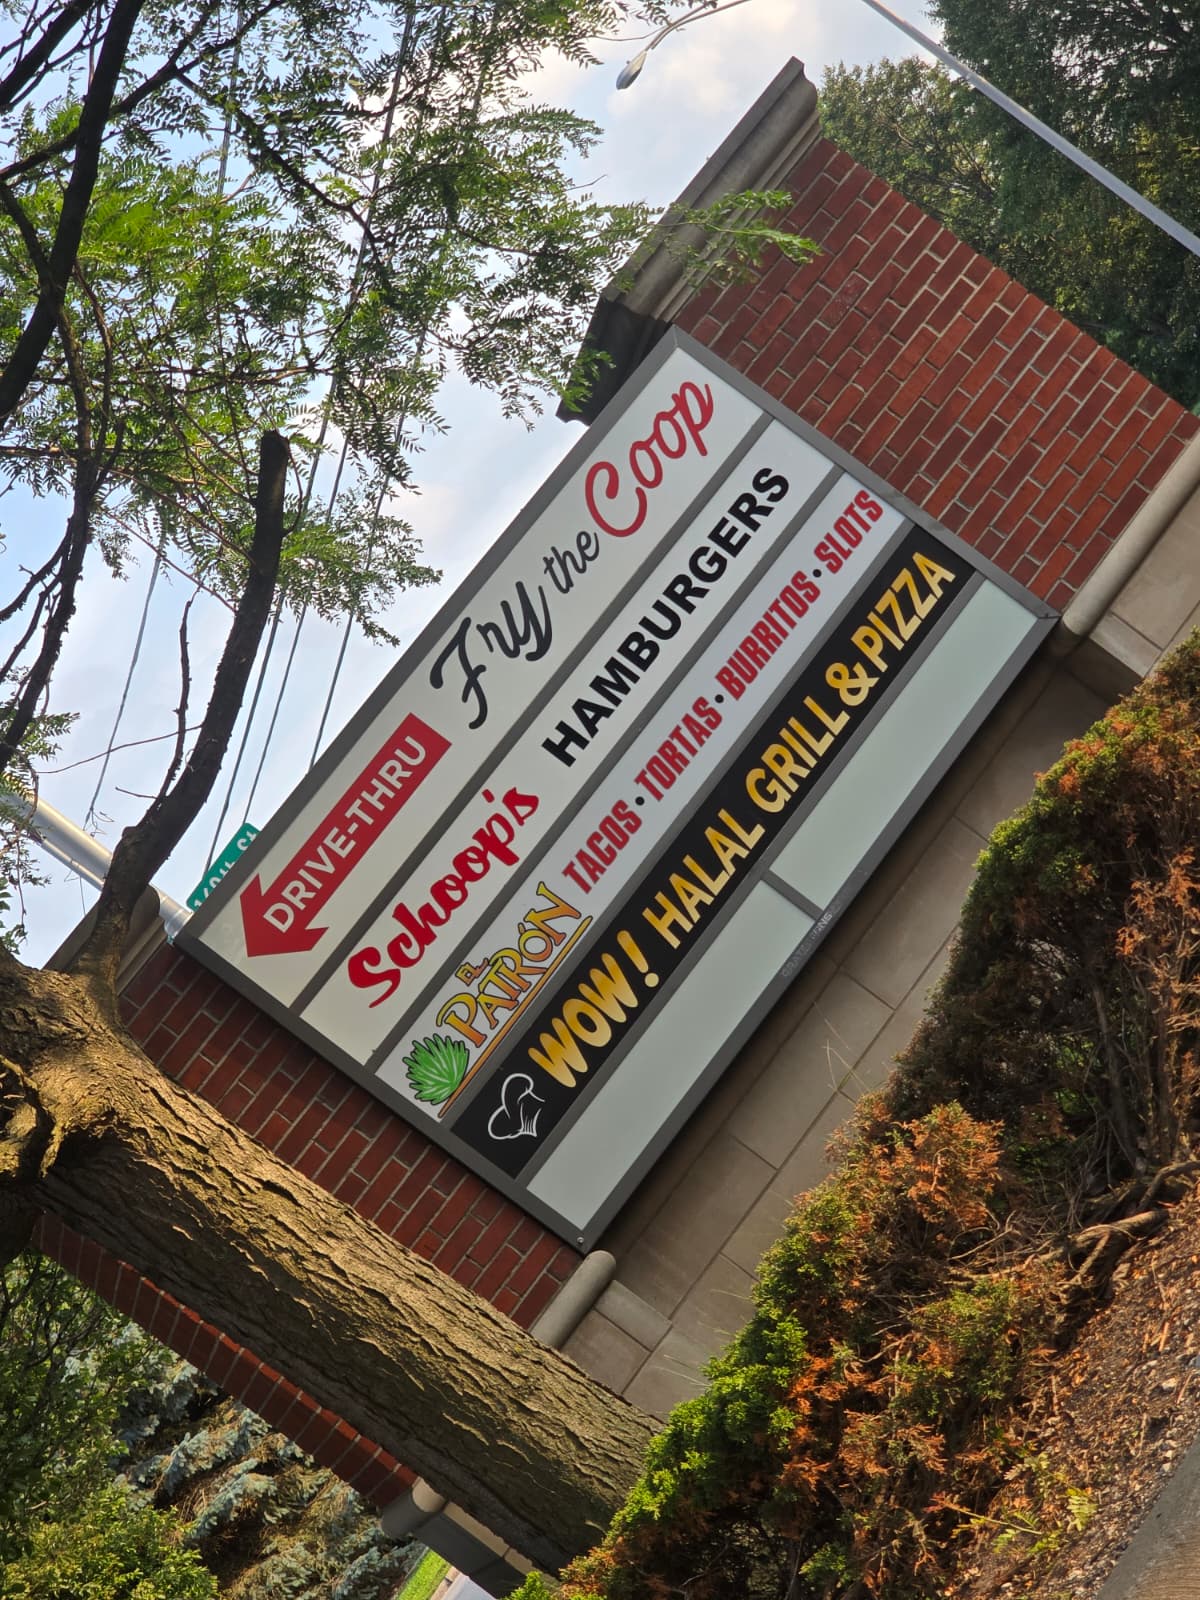 DRIVE-THRU Fry the Coop
Schoop's HAMBURGERS
EL PATRÓN TACOS • TORTAS • BURRITOS • SLOTS
WOW! HALAL GRILL & PIZZA